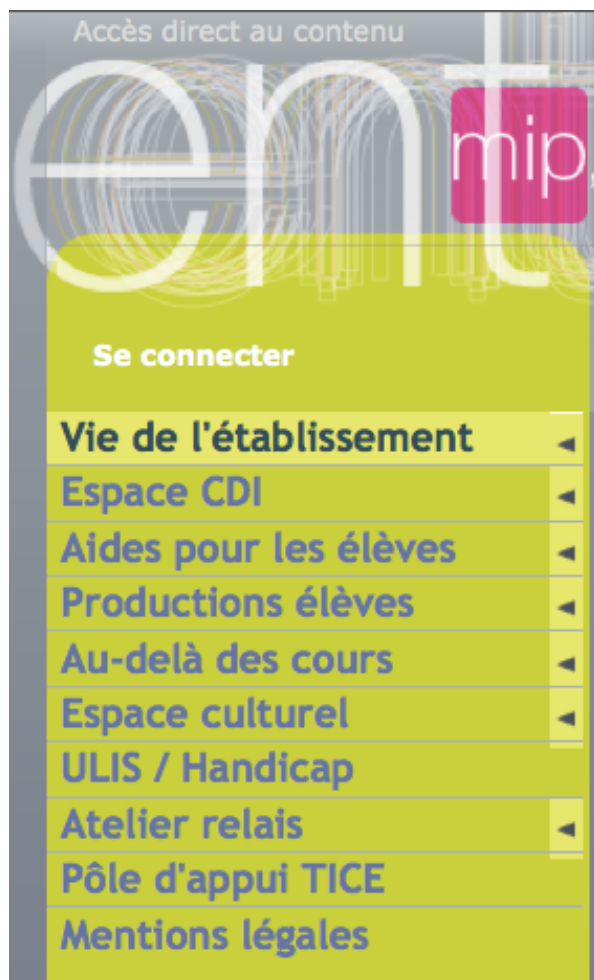 Accès direct au contenu
ent
mip
Se connecter
Vie de l'établissement
Espace CDI
Aides pour les élèves
Productions élèves
Au-delà des cours
Espace culturel
ULIS / Handicap
Atelier relais
Pôle d'appui TICE
Mentions légales